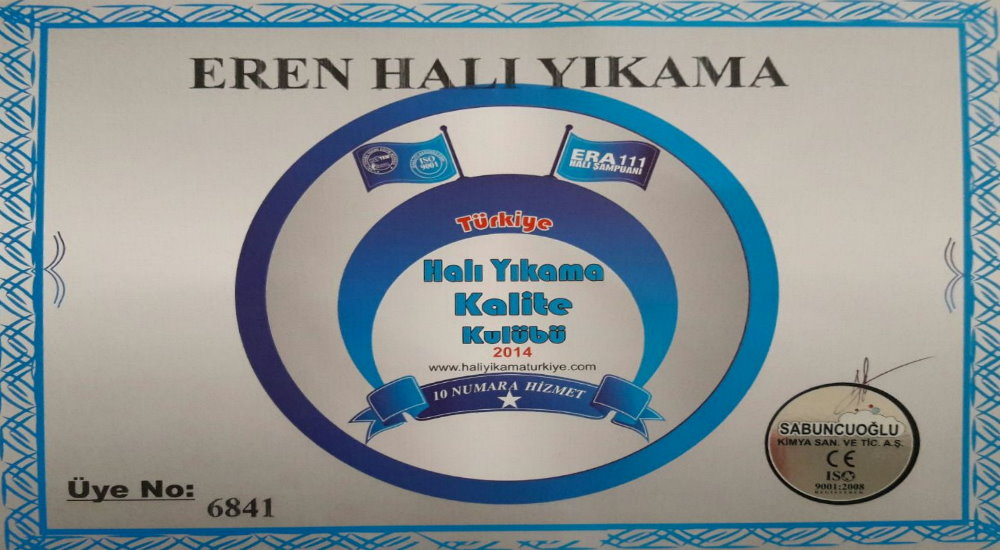 EREN HALI YIKAMA
ISO
9001
ERA 111
HALI ŞAMPUANI
Türkiye
Halı Yıkama
Kalite
Kulübü
2014
www.haliyikamaturkiye.com
10 NUMARA HİZMET
SABUNCUOĞLU
KİMYA SAN. VE TİC. A.Ş.
CE
ISO
9001:2008
REGISTERED
Üye No: 6841